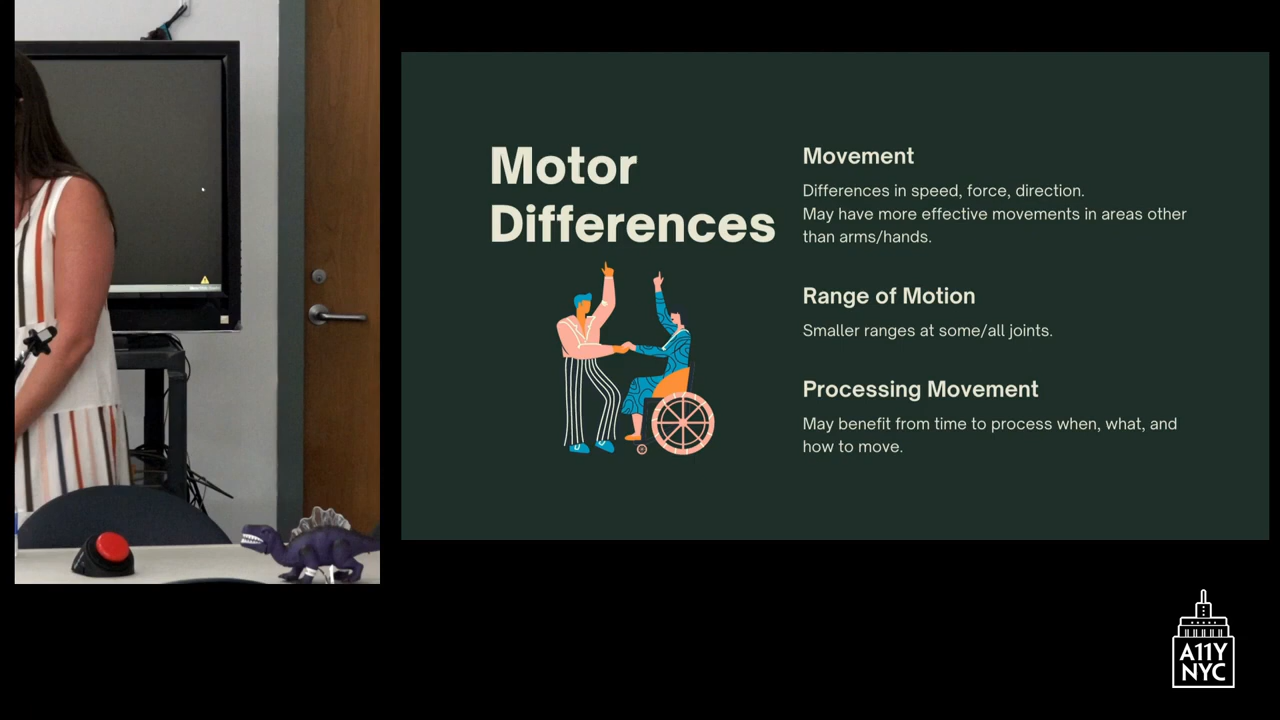 Motor
Differences
Movement
Differences in speed, force, direction.
May have more effective movements in areas other
than arms/hands.
Range of Motion
Smaller ranges at some/all joints.
Processing Movement
May benefit from time to process when, what, and
how to move.
A11Y
NYC